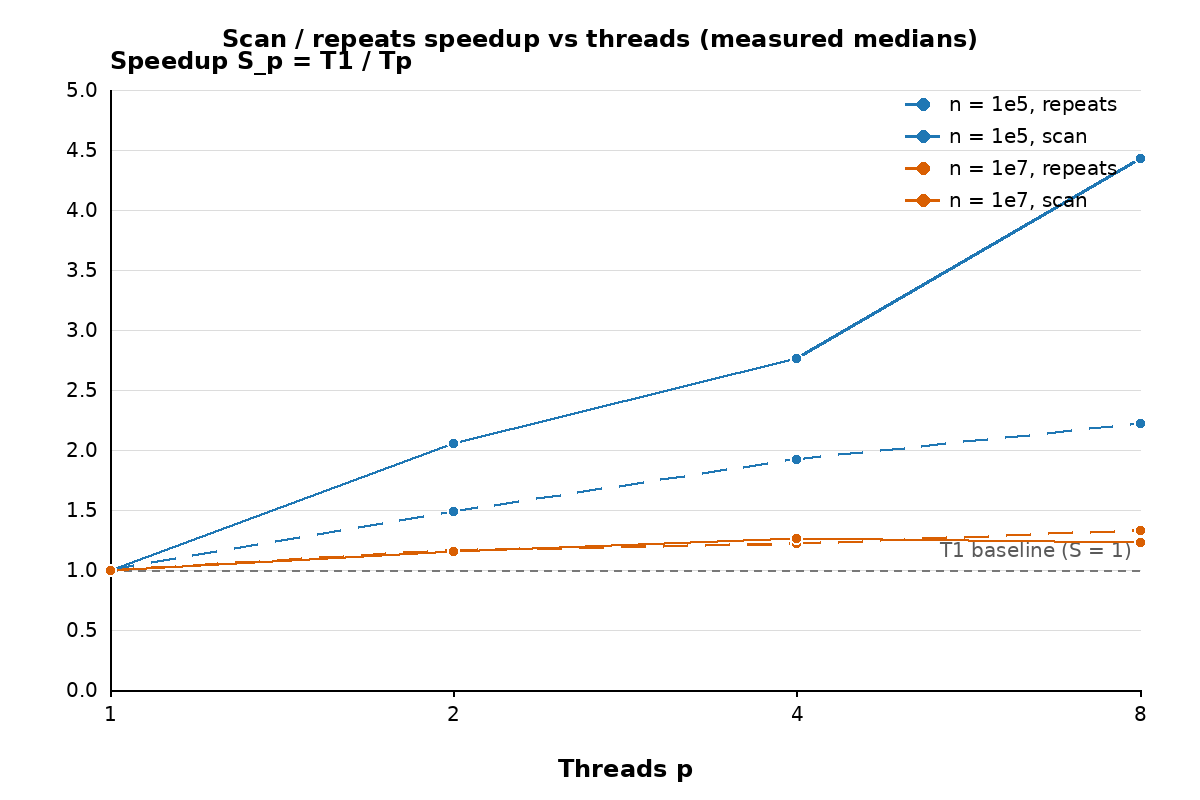 Scan / repeats speedup vs threads (measured medians)
Speedup S_p = T1 / Tp
5.0
n = 1e5, repeats
n = 1e5, scan
4.5
n = 1e7, repeats
4.0
n = 1e7, scan
3.5
3.0
2.5
2.0
1.5
T1 baseline (S = 1)
1.0
0.5
0.0
1
2
4
8
Threads p